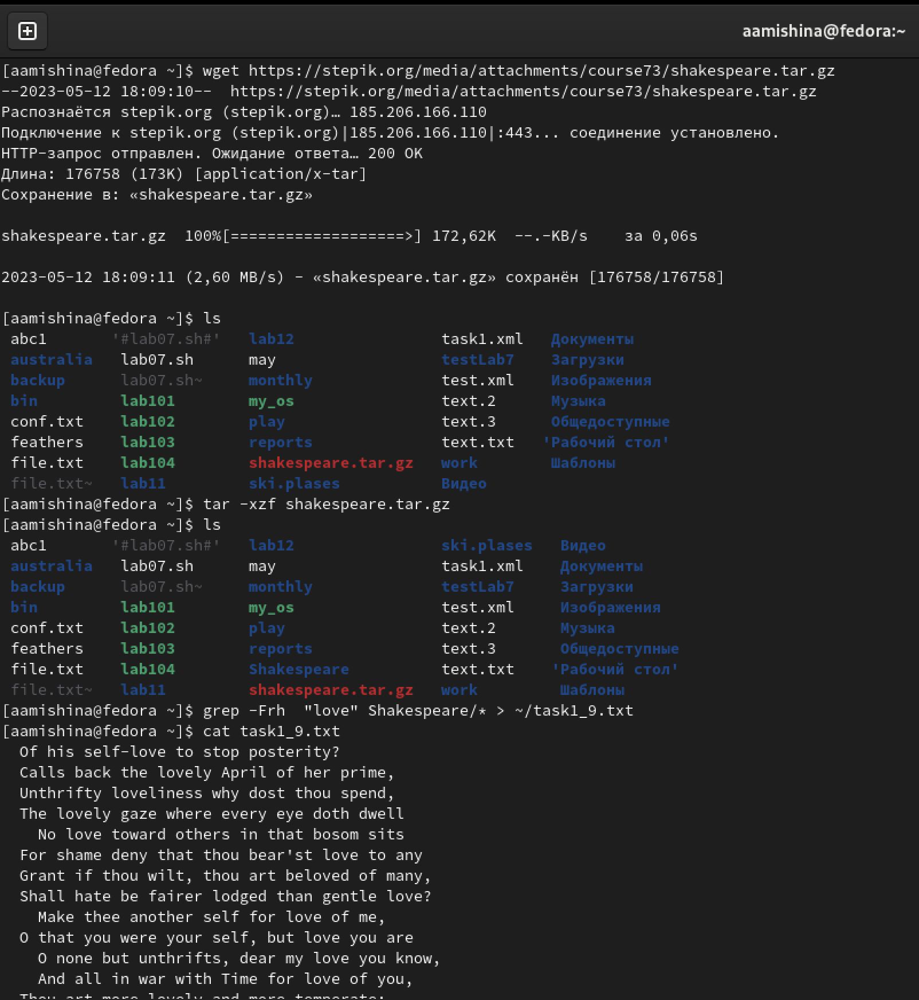 aamishina@fedora:~
[aamishina@fedora ~]$ wget https://stepik.org/media/attachments/course73/shakespeare.tar.gz
--2023-05-12 18:09:10--  https://stepik.org/media/attachments/course73/shakespeare.tar.gz
Распознаётся stepik.org (stepik.org)… 185.206.166.110
Подключение к stepik.org (stepik.org)|185.206.166.110|:443... соединение установлено.
HTTP-запрос отправлен. Ожидание ответа… 200 OK
Длина: 176758 (173K) [application/x-tar]
Сохранение в: «shakespeare.tar.gz»
shakespeare.tar.gz  100%[===================>] 172,62K  --.-KB/s    за 0,06s
2023-05-12 18:09:11 (2,60 MB/s) - «shakespeare.tar.gz» сохранён [176758/176758]
[aamishina@fedora ~]$ ls
abc1 '#lab07.sh#' lab12 task1.xml Документы
australia lab07.sh may testLab7 Загрузки
backup lab07.sh~ monthly test.xml Изображения
bin lab101 my_os text.2 Музыка
conf.txt lab102 play text.3 Общедоступные
feathers lab103 reports text.txt 'Рабочий стол'
file.txt lab104 shakespeare.tar.gz work Шаблоны
file.txt~ lab11 ski.plases Видео
[aamishina@fedora ~]$ tar -xzf shakespeare.tar.gz
[aamishina@fedora ~]$ ls
abc1 '#lab07.sh#' lab12 ski.plases Видео
australia lab07.sh may task1.xml Документы
backup lab07.sh~ monthly testLab7 Загрузки
bin lab101 my_os test.xml Изображения
conf.txt lab102 play text.2 Музыка
feathers lab103 reports text.3 Общедоступные
file.txt lab104 Shakespeare text.txt 'Рабочий стол'
file.txt~ lab11 shakespeare.tar.gz work Шаблоны
[aamishina@fedora ~]$ grep -Frh  "love" Shakespeare/* > ~/task1_9.txt
[aamishina@fedora ~]$ cat task1_9.txt
Of his self-love to stop posterity?
Calls back the lovely April of her prime,
Unthrifty loveliness why dost thou spend,
The lovely gaze where every eye doth dwell
No love toward others in that bosom sits
For shame deny that thou bear'st love to any
Grant if thou wilt, thou art beloved of many,
Shall hate be fairer lodged than gentle love?
Make thee another self for love of me,
O that you were your self, but love you are
O none but unthrifts, dear my love you know,
And all in war with Time for love of you,
Thou art more lovely and more temperate: